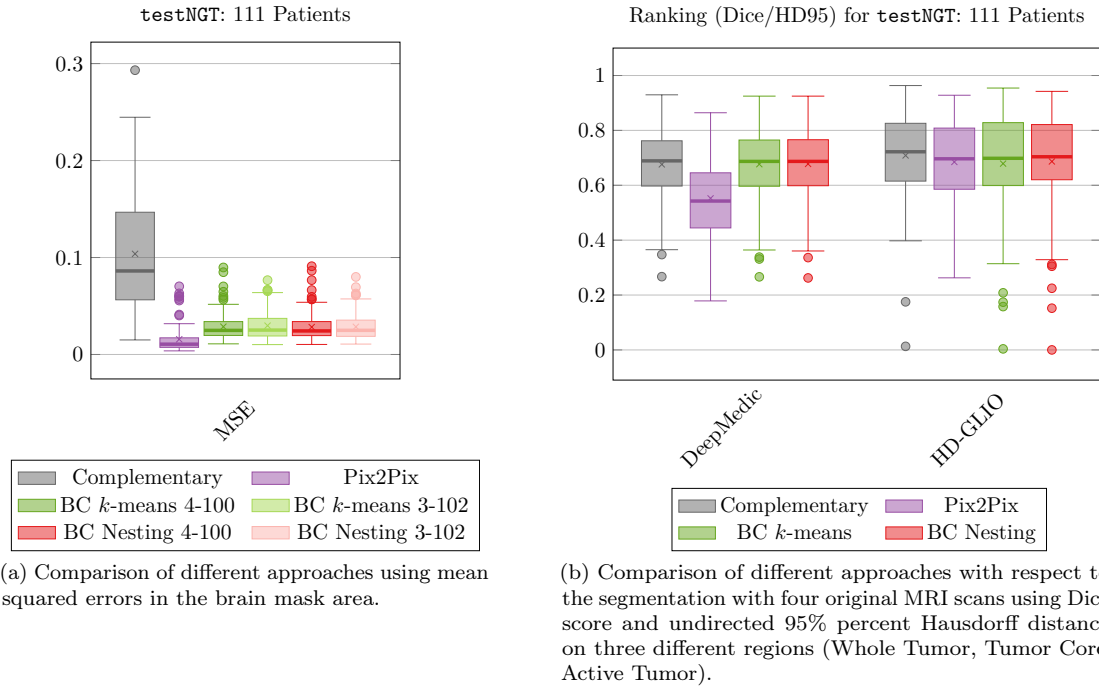 testNGT: 111 Patients
0.3
0.2
0.1
0
MSE
Complementary
Pix2Pix
BC k-means 4-100
BC k-means 3-102
BC Nesting 4-100
BC Nesting 3-102
(a) Comparison of different approaches using mean
squared errors in the brain mask area.
Ranking (Dice/HD95) for testNGT: 111 Patients
1
0.8
0.6
0.4
0.2
0
DeepMedic
HD-GLIO
Complementary
Pix2Pix
BC k-means
BC Nesting
(b) Comparison of different approaches with respect t
the segmentation with four original MRI scans using Dic
score and undirected 95% percent Hausdorff distanc
on three different regions (Whole Tumor, Tumor Core
Active Tumor).